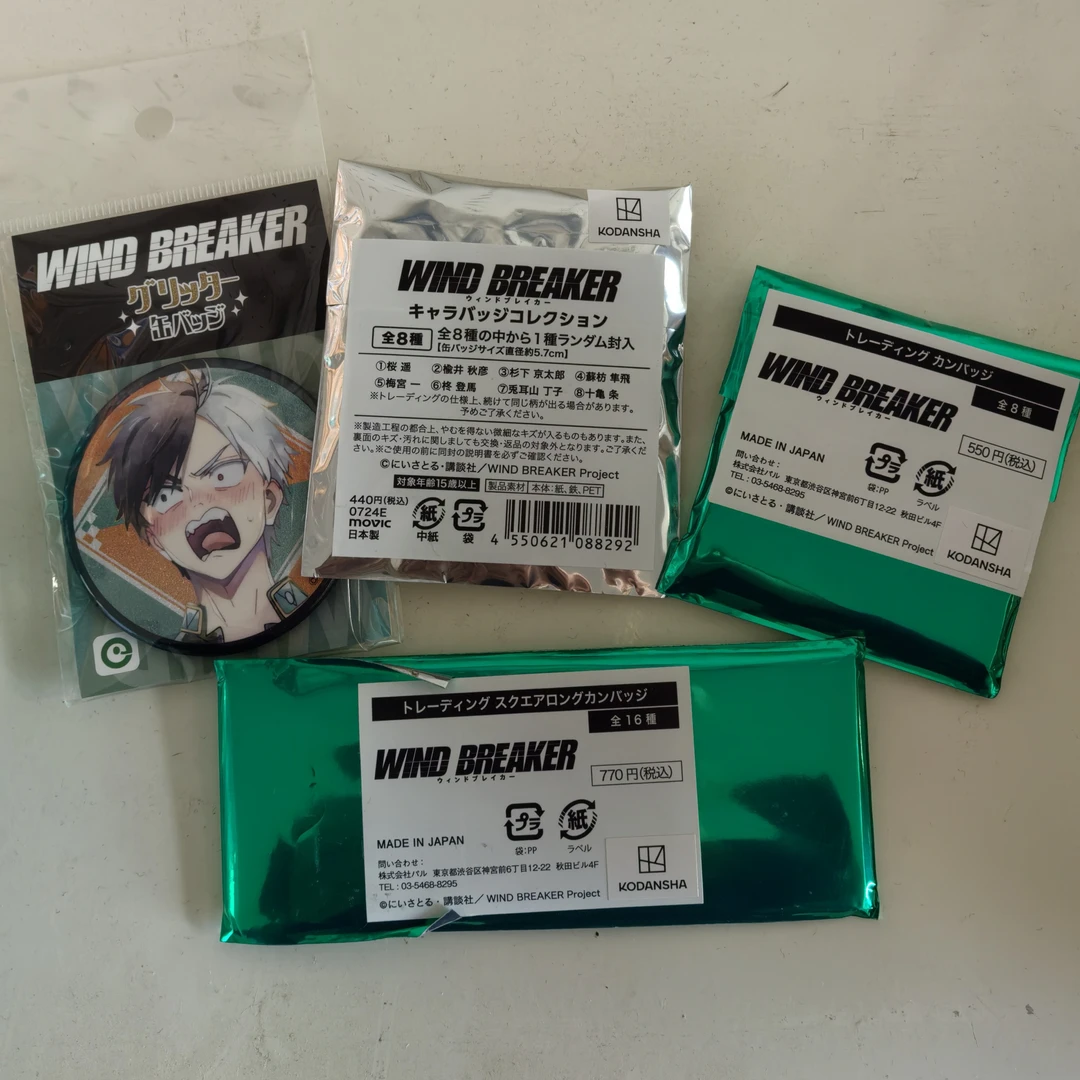 WIND BREAKER
グリッター
缶バッジ
KODANSHA
WIND BREAKER
ウィンドブレイカー
キャラバッジコレクション
全8種 全8種の中から1種ランダム封入
【缶バッジサイズ直径約5.7cm】
①桜 遥 ②楡井 秋彦 ③杉下 京太郎 ④蘇枋 隼飛
⑤梅宮 一 ⑥柊 登馬 ⑦兎耳山 丁子 ⑧十亀 条
※トレーディングの仕様上、続けて同じ柄が出る場合があります。
予めご了承ください。
※製造工程の都合上、やむを得ない微細なキズが入るものもあります。また、
裏面のキズ・汚れに関しましても交換・返品の対象外となります。ご了承くだ
さい。※ご使用の前に同封の説明書を必ずご確認ください。
©にいさとる・講談社／WIND BREAKER Project
対象年齢15歳以上 製品素材 本体：紙、鉄、PET
440円(税込)
0724E
movic
日本製
紙
中紙
プラ
袋
4 550621 088292
トレーディング カンバッジ
全8種
WIND BREAKER
ウィンドブレイカー
550円(税込)
MADE IN JAPAN
プラ
袋:PP
紙
ラベル
問い合わせ：
株式会社パル 東京都渋谷区神宮前6丁目12-22 秋田ビル4F
TEL : 03-5468-8295
©にいさとる・講談社／WIND BREAKER Project
KODANSHA
トレーディング スクエアロングカンバッジ
全16種
WIND BREAKER
ウィンドブレイカー
770円(税込)
MADE IN JAPAN
プラ
袋:PP
紙
ラベル
問い合わせ：
株式会社パル 東京都渋谷区神宮前6丁目12-22 秋田ビル4F
TEL : 03-5468-8295
©にいさとる・講談社／WIND BREAKER Project
KODANSHA